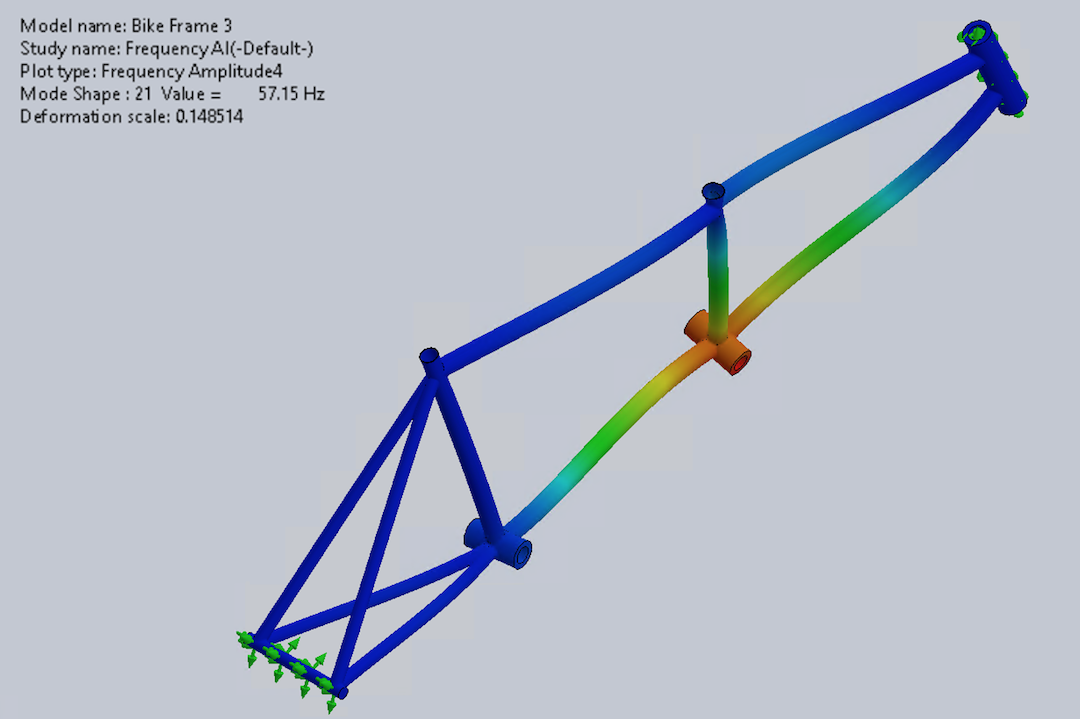 Model name: Bike Frame 3
Study name: Frequency Al(-Default-)
Plot type: Frequency Amplitude4
Mode Shape : 21 Value = 57.15 Hz
Deformation scale: 0.148514